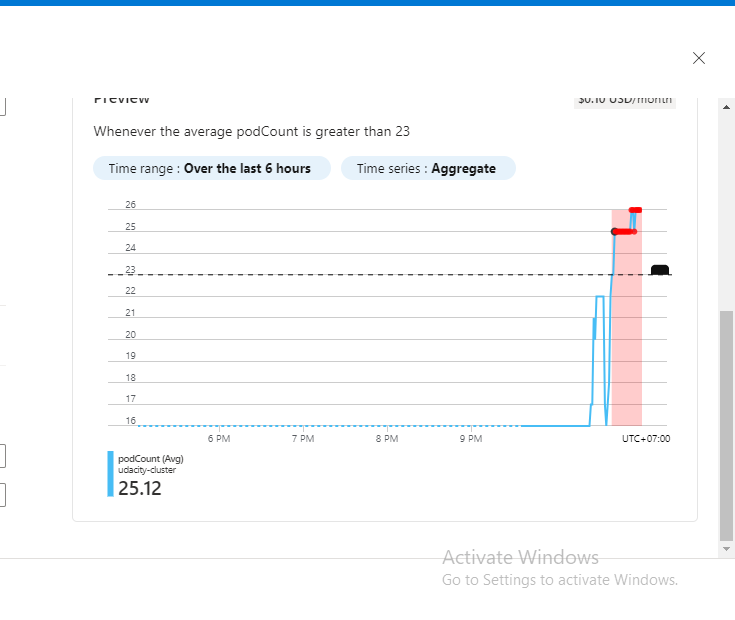 Preview
$0.10 USD/month
Whenever the average podCount is greater than 23
Time range : Over the last 6 hours
Time series : Aggregate
26
25
24
23
22
21
20
19
18
17
16
6 PM
7 PM
8 PM
9 PM
UTC+07:00
podCount (Avg)
udacity-cluster
25.12
Activate Windows
Go to Settings to activate Windows.